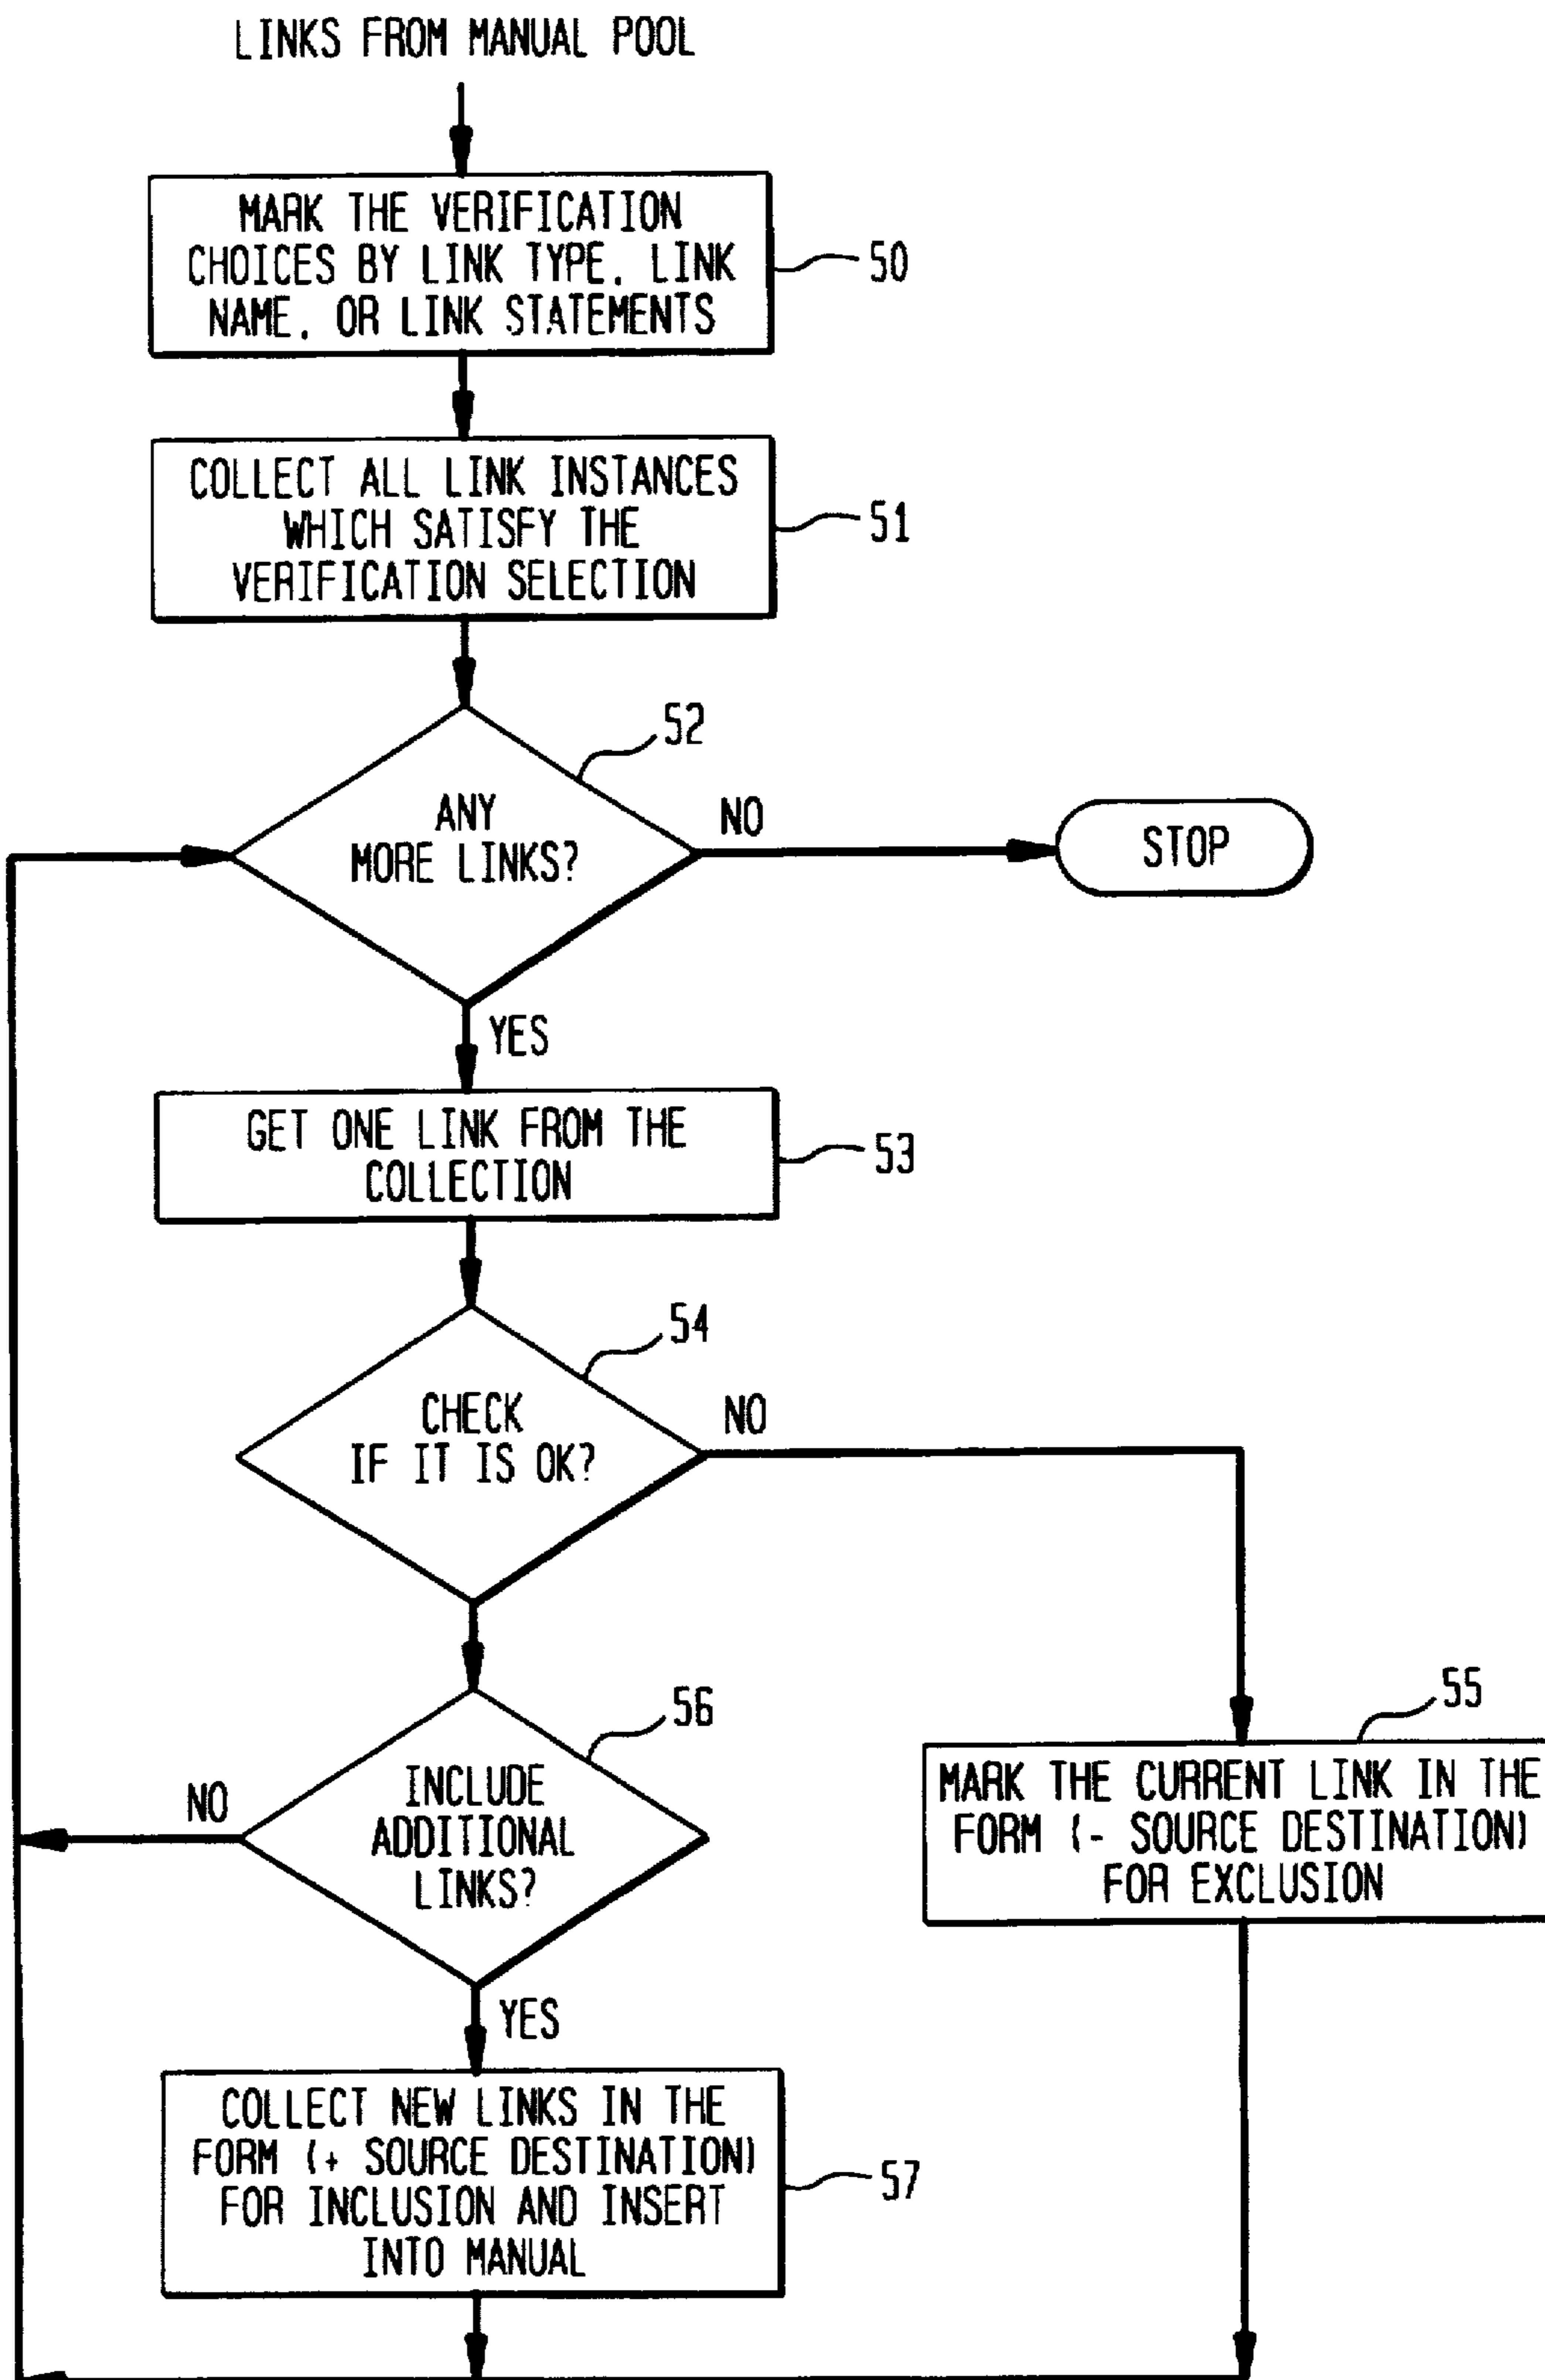 LINKS FROM MANUAL POOL
MARK THE VERIFICATION
CHOICES BY LINK TYPE, LINK
NAME, OR LINK STATEMENTS
50
COLLECT ALL LINK INSTANCES
WHICH SATISFY THE
VERIFICATION SELECTION
51
52
ANY
MORE LINKS?
NO
STOP
YES
GET ONE LINK FROM THE
COLLECTION
53
54
CHECK
IF IT IS OK?
NO
56
INCLUDE
ADDITIONAL
LINKS?
NO
55
MARK THE CURRENT LINK IN THE
FORM (- SOURCE DESTINATION)
FOR EXCLUSION
YES
COLLECT NEW LINKS IN THE
FORM (+ SOURCE DESTINATION)
FOR INCLUSION AND INSERT
INTO MANUAL
57